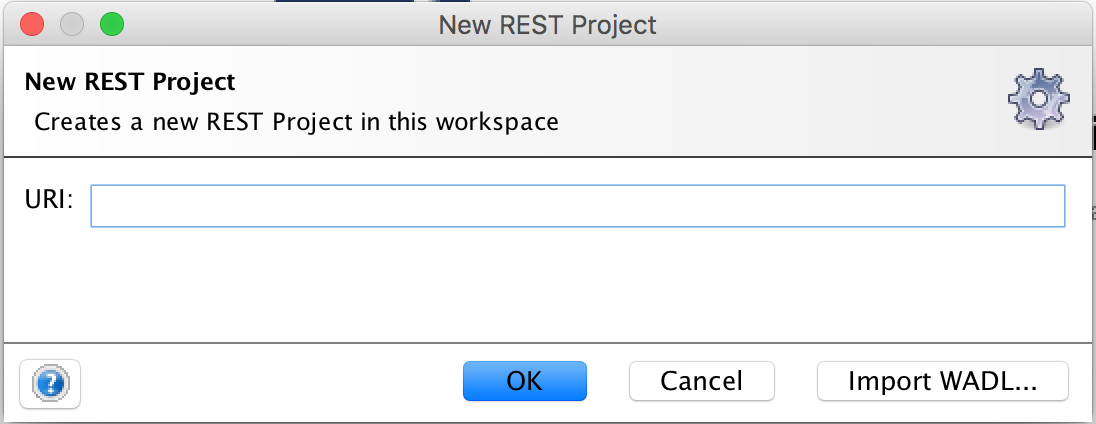 New REST Project
New REST Project
Creates a new REST Project in this workspace
URI:
OK Cancel Import WADL...